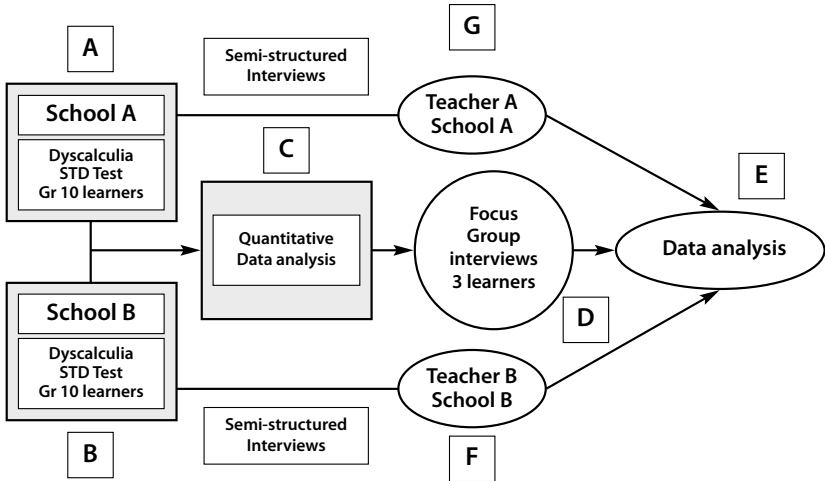 A
School A
Dyscalculia
STD Test
Gr 10 learners
Semi-structured
Interviews
G
Teacher A
School A
C
Quantitative
Data analysis
Focus
Group
interviews
3 learners
E
Data analysis
D
School B
Dyscalculia
STD Test
Gr 10 learners
B
Semi-structured
Interviews
Teacher B
School B
F